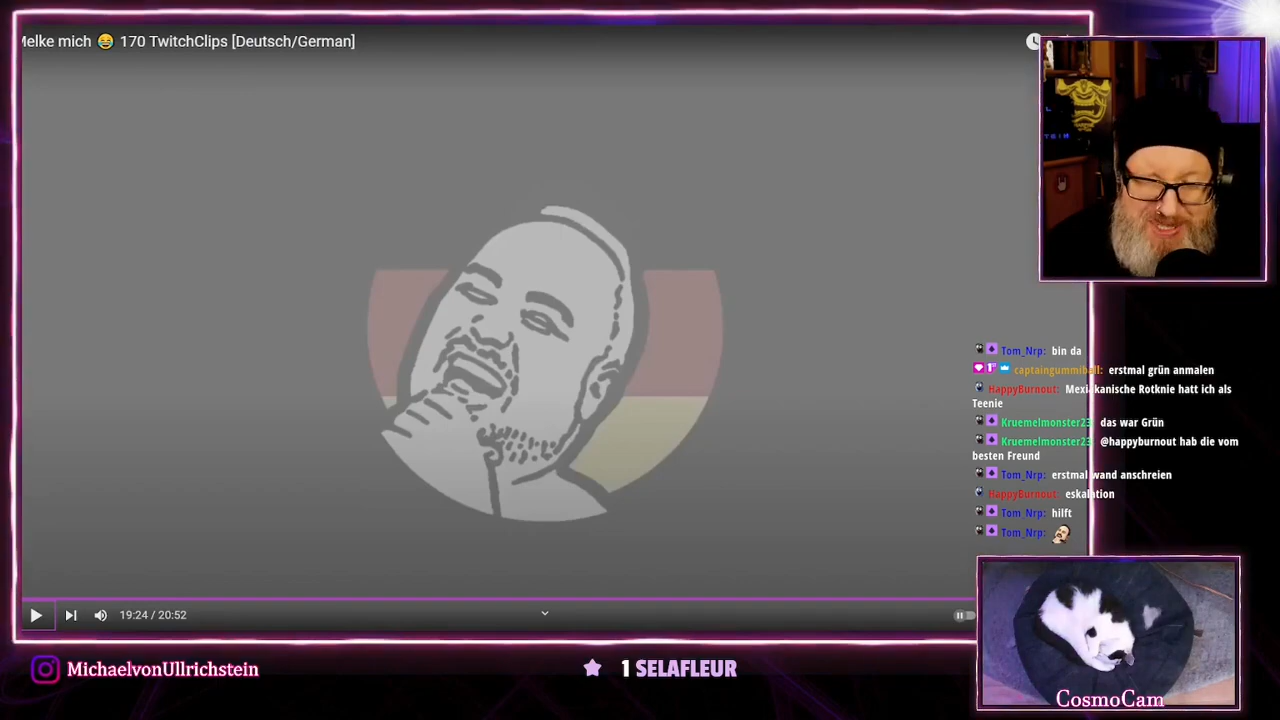 Melke mich 😄 170 TwitchClips [Deutsch/German]
Tom_Nrp: bin da
captaingummiball: erstmal grün anmalen
HappyBurnout: Mexikanische Rotknie hatt ich als
Teenie
Kruemelmonster23: das war Grün
Kruemelmonster23: @happyburnout hab die vom
besten Freund
Tom_Nrp: erstmal wand anschreien
HappyBurnout: eskalation
Tom_Nrp: hilft
Tom_Nrp:
19:24 / 20:52
MichaelvonUllrichstein
1 SELAFLEUR
CosmoCam